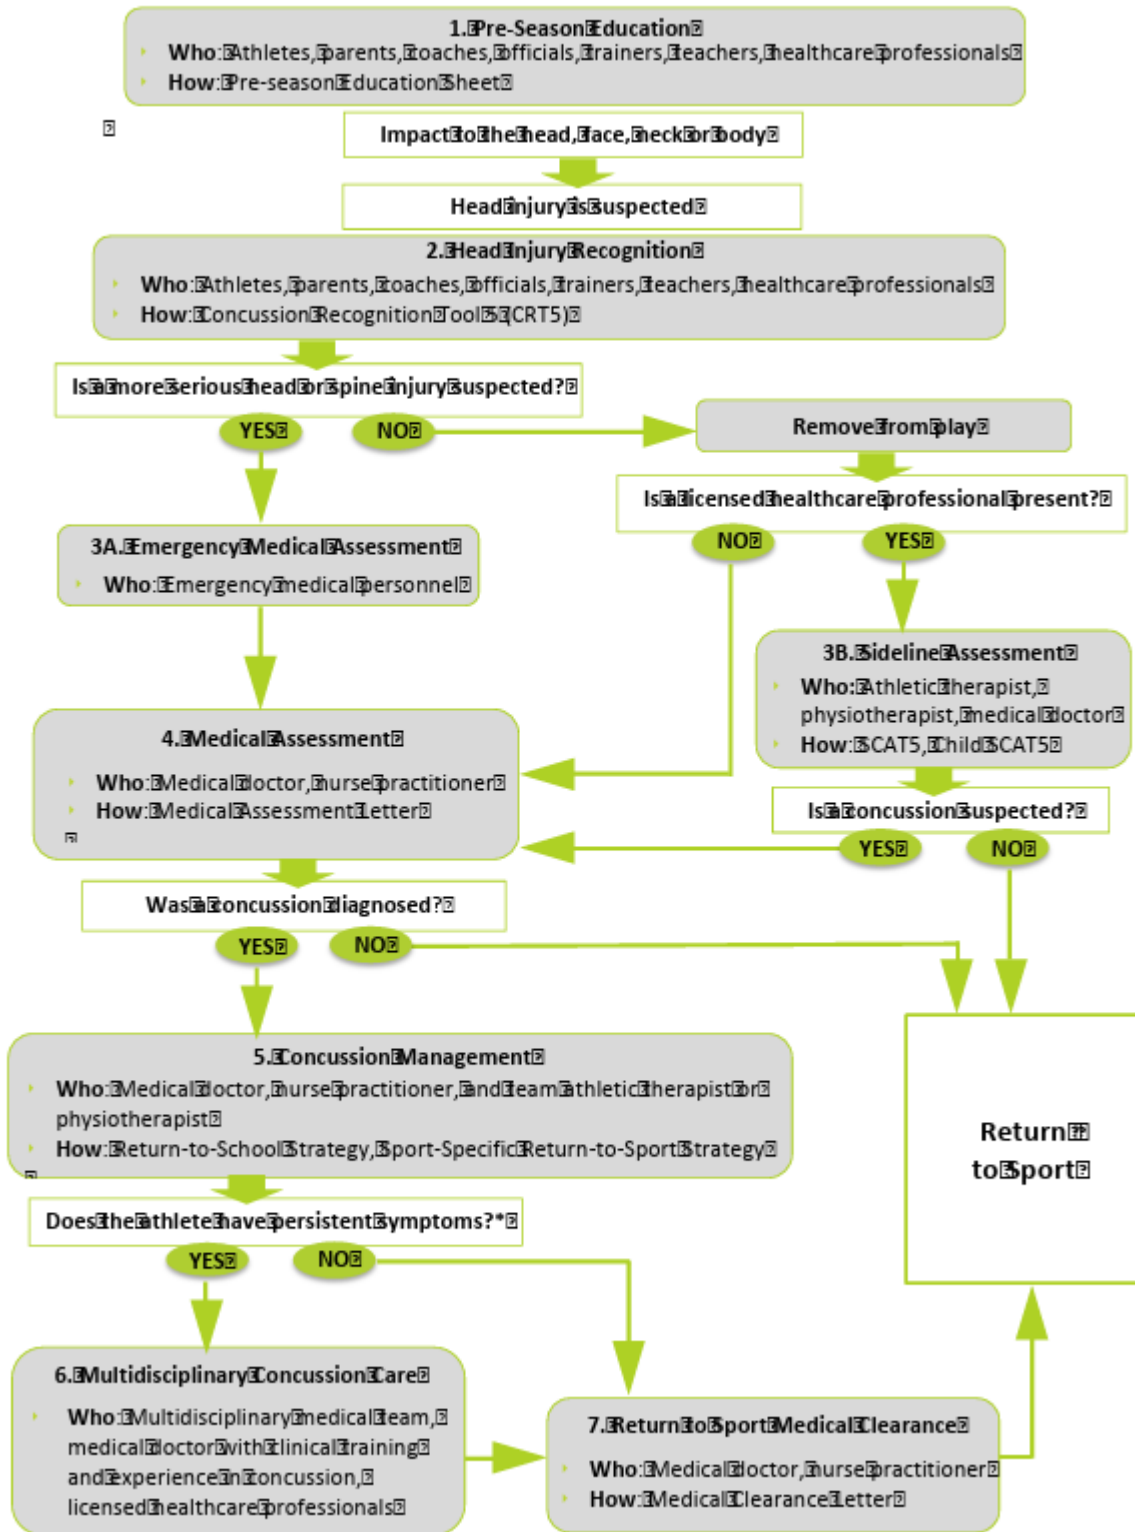 1. Pre-Season Education
Who: Athletes, parents, coaches, officials, trainers, teachers, healthcare professionals
How: Pre-season Education Sheet
Impact to the head, face, neck or body
Head injury is suspected
2. Head Injury Recognition
Who: Athletes, parents, coaches, officials, trainers, teachers, healthcare professionals
How: Concussion Recognition Tool 5 (CRT5)
Is a more serious head or spine injury suspected?
YES
NO
Remove from play
Is a licensed healthcare professional present?
NO
YES
3A. Emergency Medical Assessment
Who: Emergency medical personnel
3B. Sideline Assessment
Who: Athletic therapist,
physiotherapist, medical doctor
How: SCAT5, Child SCAT5
4. Medical Assessment
Who: Medical doctor, nurse practitioner
How: Medical Assessment Letter
Is a concussion suspected?
YES
NO
Was a concussion diagnosed?
YES
NO
5. Concussion Management
Who: Medical doctor, nurse practitioner, and team athletic therapist or
physiotherapist
How: Return-to-School Strategy, Sport-Specific Return-to-Sport Strategy
Return
to Sport
Does the athlete have persistent symptoms?*
YES
NO
6. Multidisciplinary Concussion Care
Who: Multidisciplinary medical team,
medical doctor with clinical training
and experience in concussion,
licensed healthcare professionals
7. Return to Sport Medical Clearance
Who: Medical doctor, nurse practitioner
How: Medical Clearance Letter